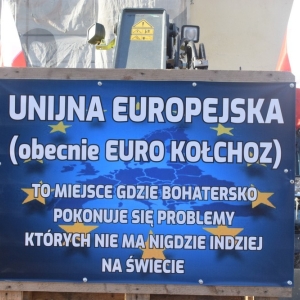 UNIJNA EUROPEJSKA
(obecnie EURO KOŁCHOZ)
TO MIEJSCE GDZIE BOHATERSKO
POKONUJE SIĘ PROBLEMY
KTÓRYCH NIE MA NIGDZIE INDZIEJ
NA ŚWIECIE